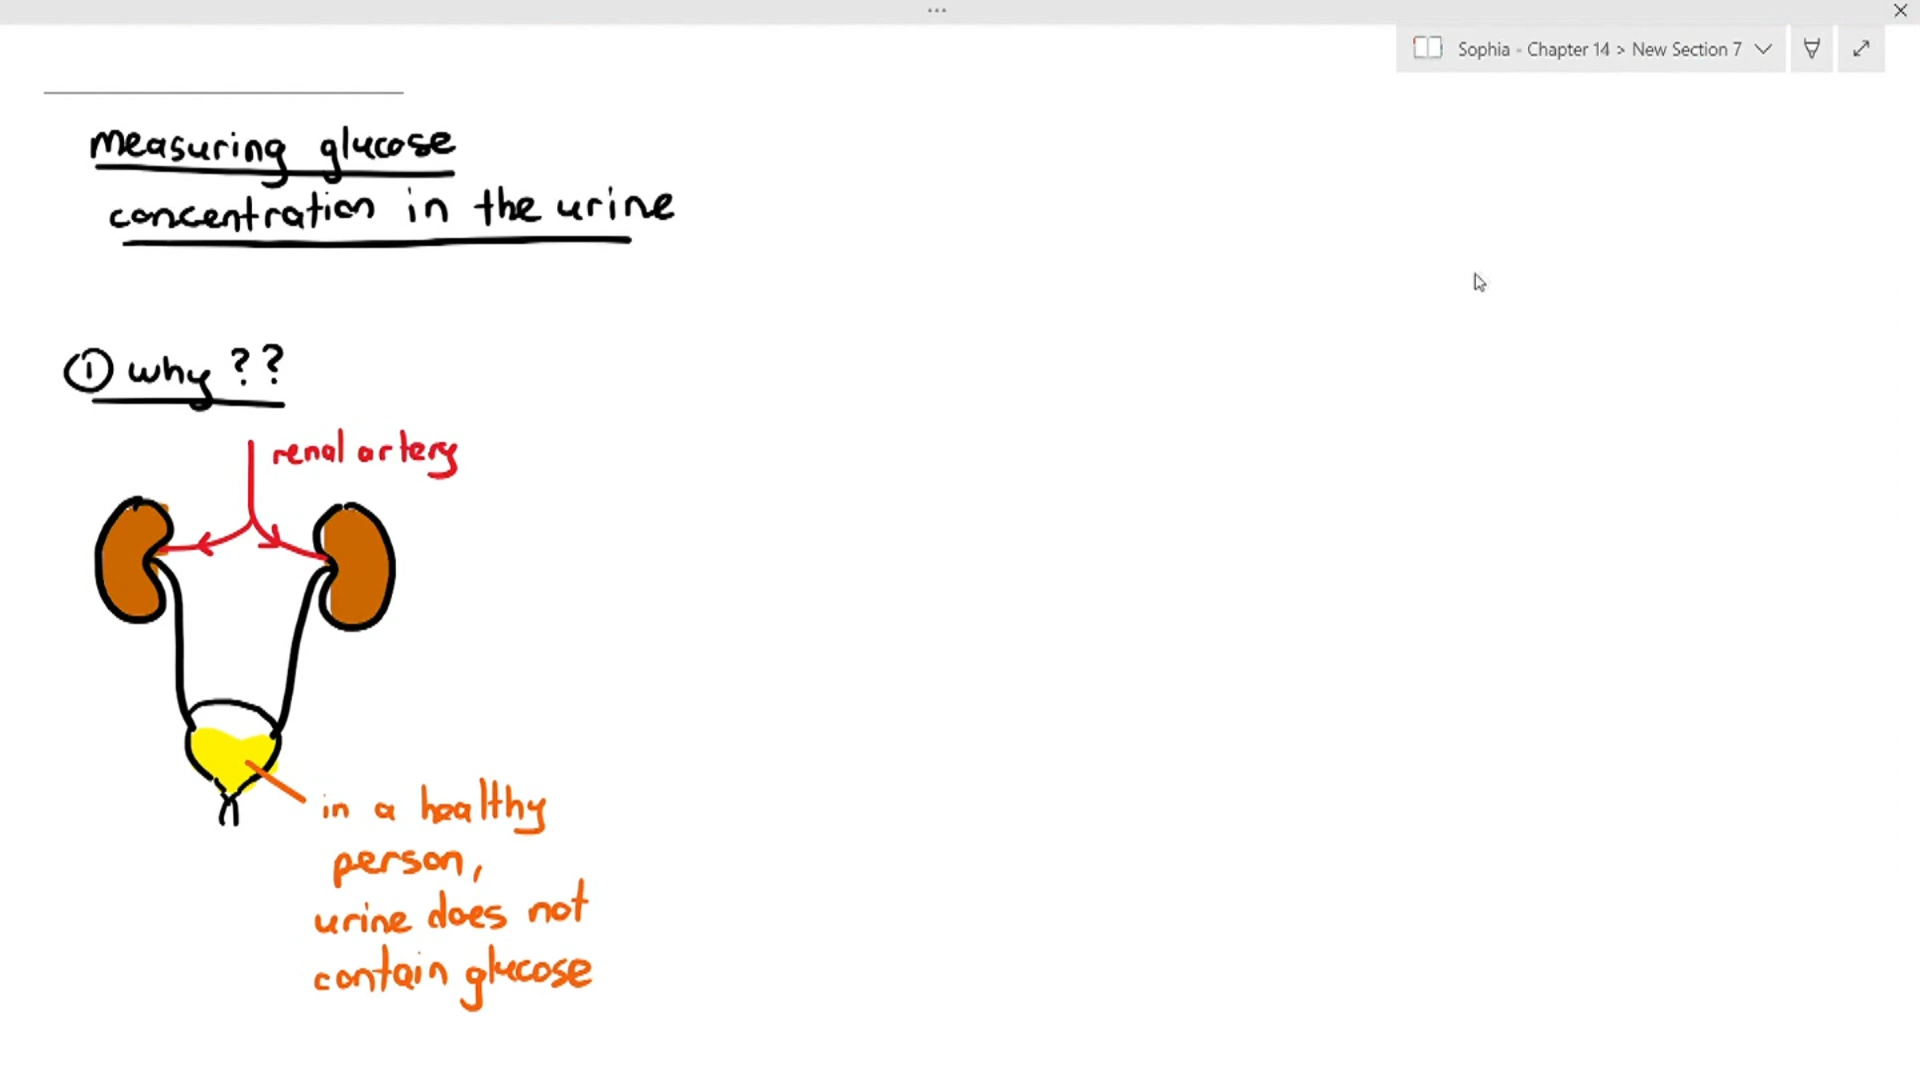 Sophia - Chapter 14 > New Section 7
measuring glucose
concentration in the urine
① why ??
renal artery
in a healthy
person,
urine does not
contain glucose